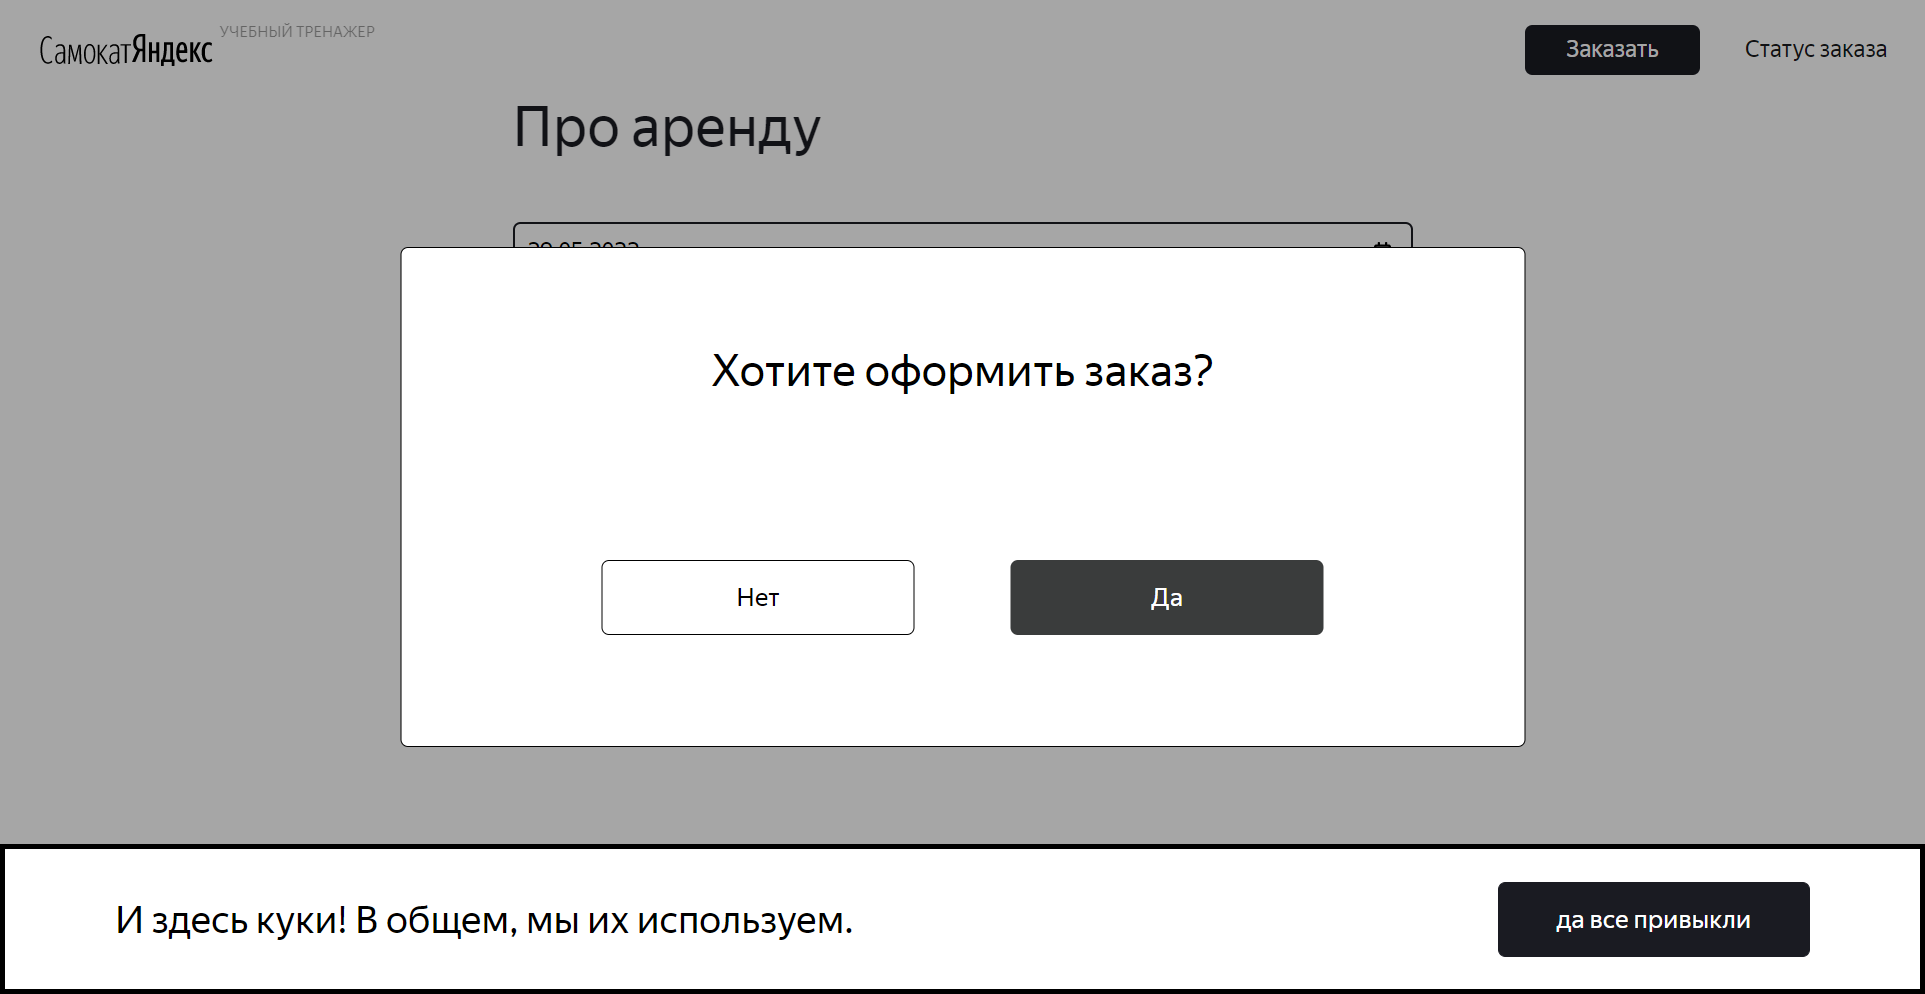 СамокатЯндекс
УЧЕБНЫЙ ТРЕНАЖЕР
Заказать
Статус заказа
Про аренду
Хотите оформить заказ?
Нет
Да
И здесь куки! В общем, мы их используем.
да все привыкли